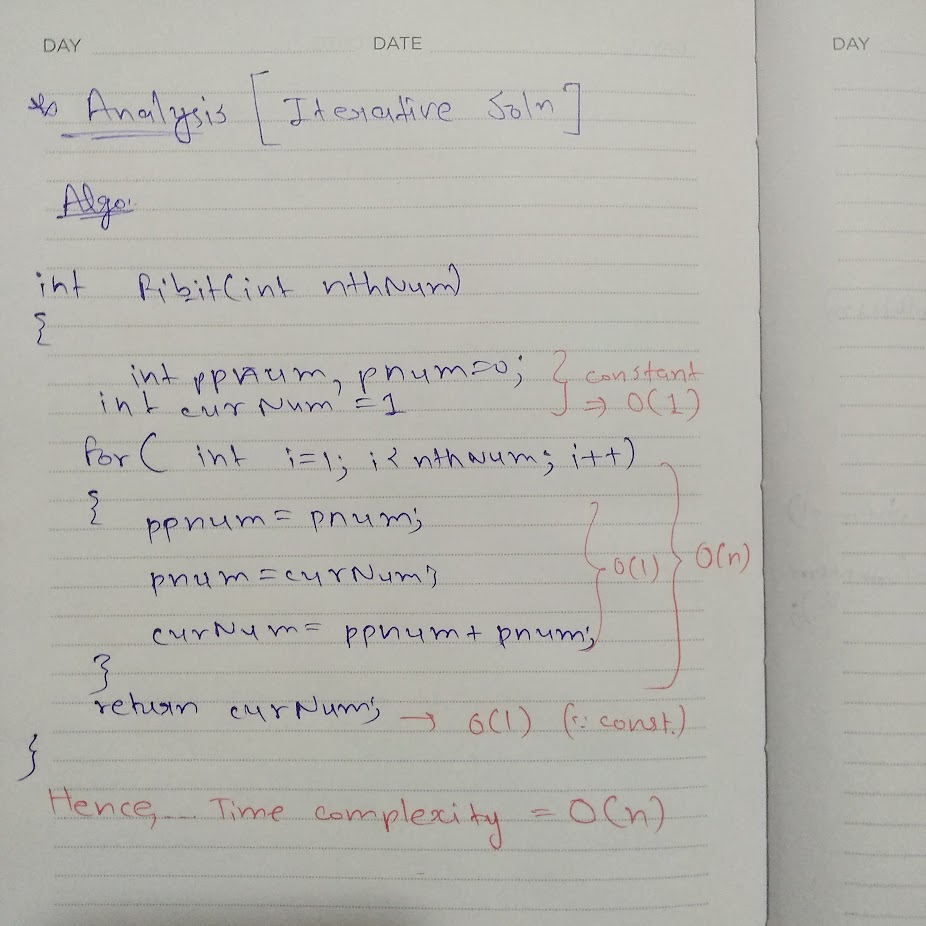 DAY DATE DAY
Analysis [Iterative Soln]
Algo:
int Fibit(int nthNum)
{
int ppnum, pnum=0; } constant
int curNum = 1 ⇒ O(1)
for( int i=1; i< nthNum; i++)
{ ppnum = pnum;
pnum = curNum; O(1) } O(n)
curNum = ppnum + pnum;
}
return curNum; → O(1) (∵ const.)
}
Hence, Time complexity = O(n)